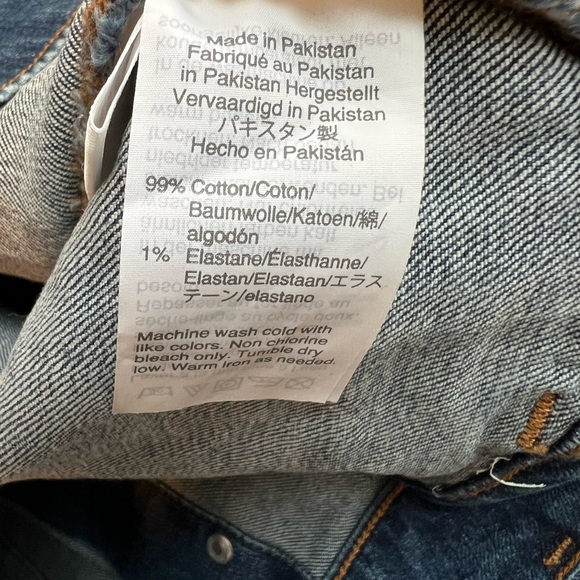 Made in Pakistan
Fabriqué au Pakistan
in Pakistan Hergestellt
Vervaardigd in Pakistan
パキスタン製
Hecho en Pakistán
99% Cotton/Coton/
Baumwolle/Katoen/綿/
algodón
1% Elastane/Élasthanne/
Elastan/Elastaan/エラス
テーン/elastano
Machine wash cold with
like colors. Non chlorine
bleach only. Tumble dry
low. Warm iron as needed.